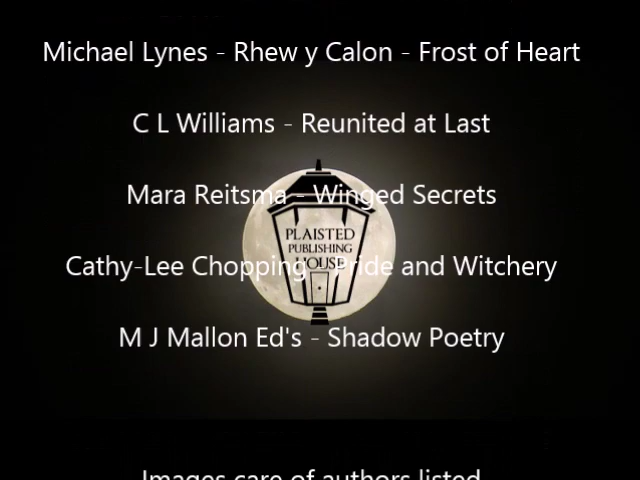 Michael Lynes - Rhew y Calon - Frost of Heart
C L Williams - Reunited at Last
Mara Reitsma - Winged Secrets
PLAISTED
PUBLISHING
HOUSE
Cathy-Lee Chopping - Pride and Witchery
M J Mallon Ed's - Shadow Poetry
Images care of authors listed